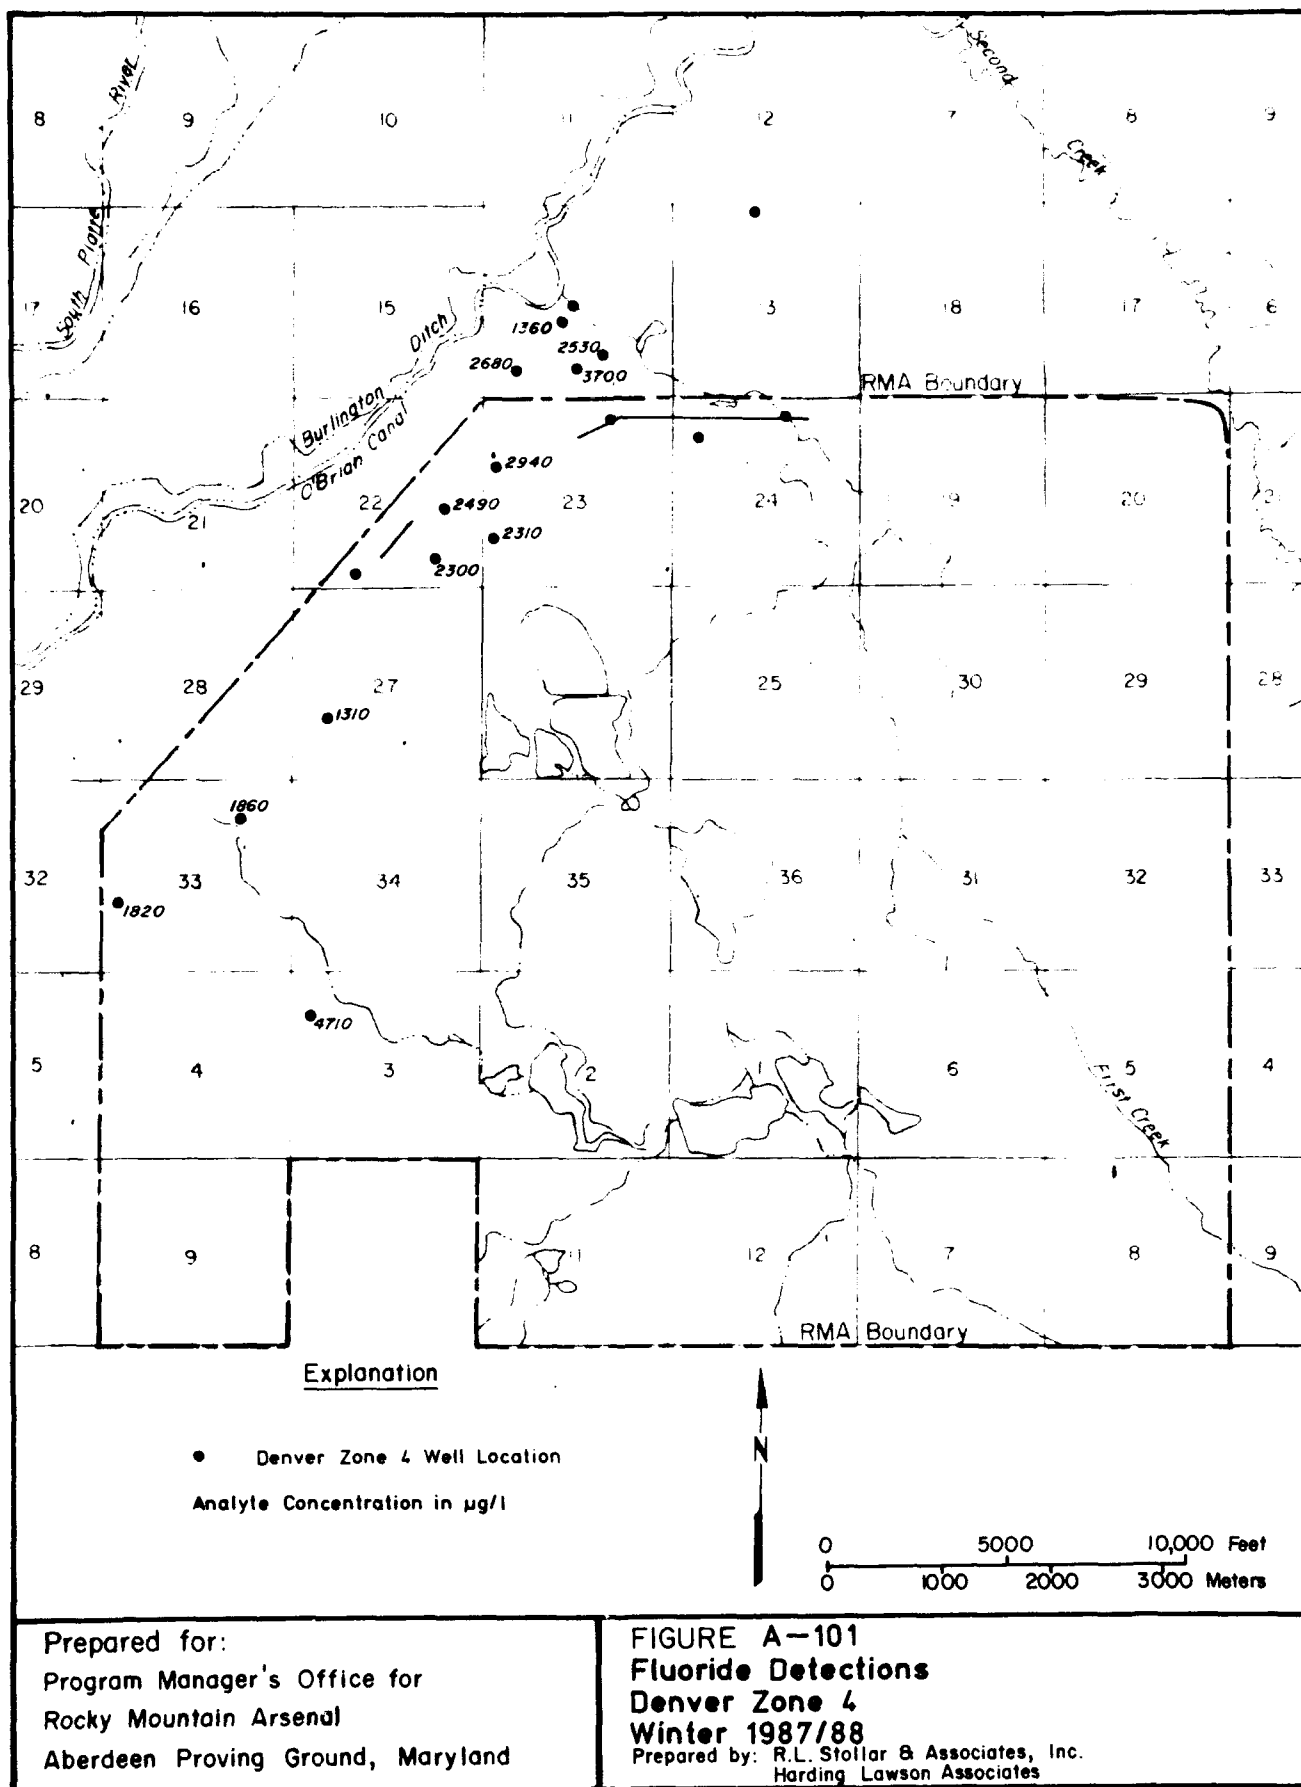 River
Second
8
9
10
11
12
7
8
9
Creek
South Platte
17
16
15
Ditch
1360
2530
2680
3700
3
18
17
6
RMA Boundary
Burlington
O'Brian Canal
2940
20
21
22
2490
23
24
19
20
21
2310
2300
29
28
27
25
30
29
28
1310
1860
32
33
34
35
36
31
32
33
1820
4710
5
4
3
2
1
6
5
4
First Creek
8
9
11
12
7
8
9
RMA Boundary
Explanation
Denver Zone 4 Well Location
Analyte Concentration in µg/l
N
0 5000 10,000 Feet
0 1000 2000 3000 Meters
Prepared for:
Program Manager's Office for
Rocky Mountain Arsenal
Aberdeen Proving Ground, Maryland
FIGURE A-101
Fluoride Detections
Denver Zone 4
Winter 1987/88
Prepared by: R.L. Stollar & Associates, Inc.
Harding Lawson Associates